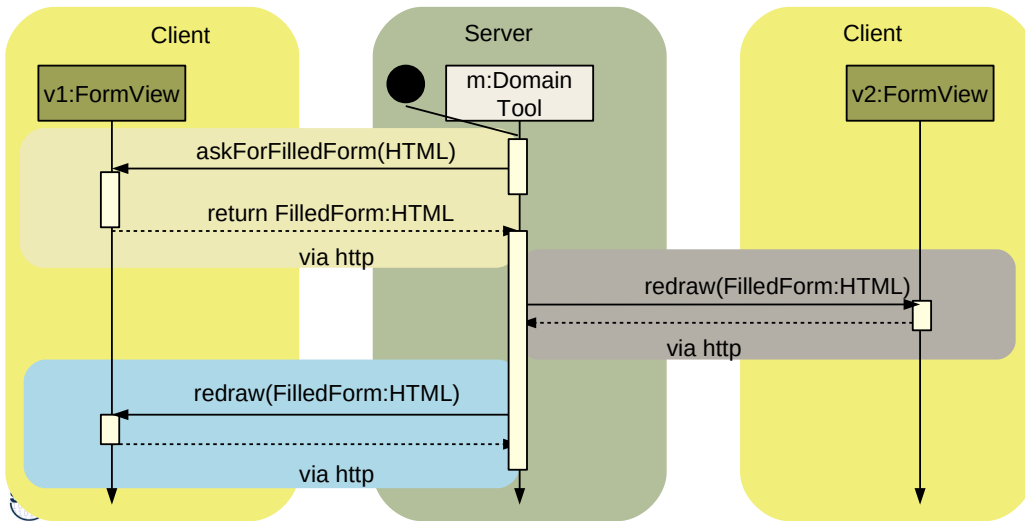 Client
Server
Client
v1:FormView
m:Domain
Tool
v2:FormView
askForFilledForm(HTML)
return FilledForm:HTML
via http
redraw(FilledForm:HTML)
via http
redraw(FilledForm:HTML)
via http